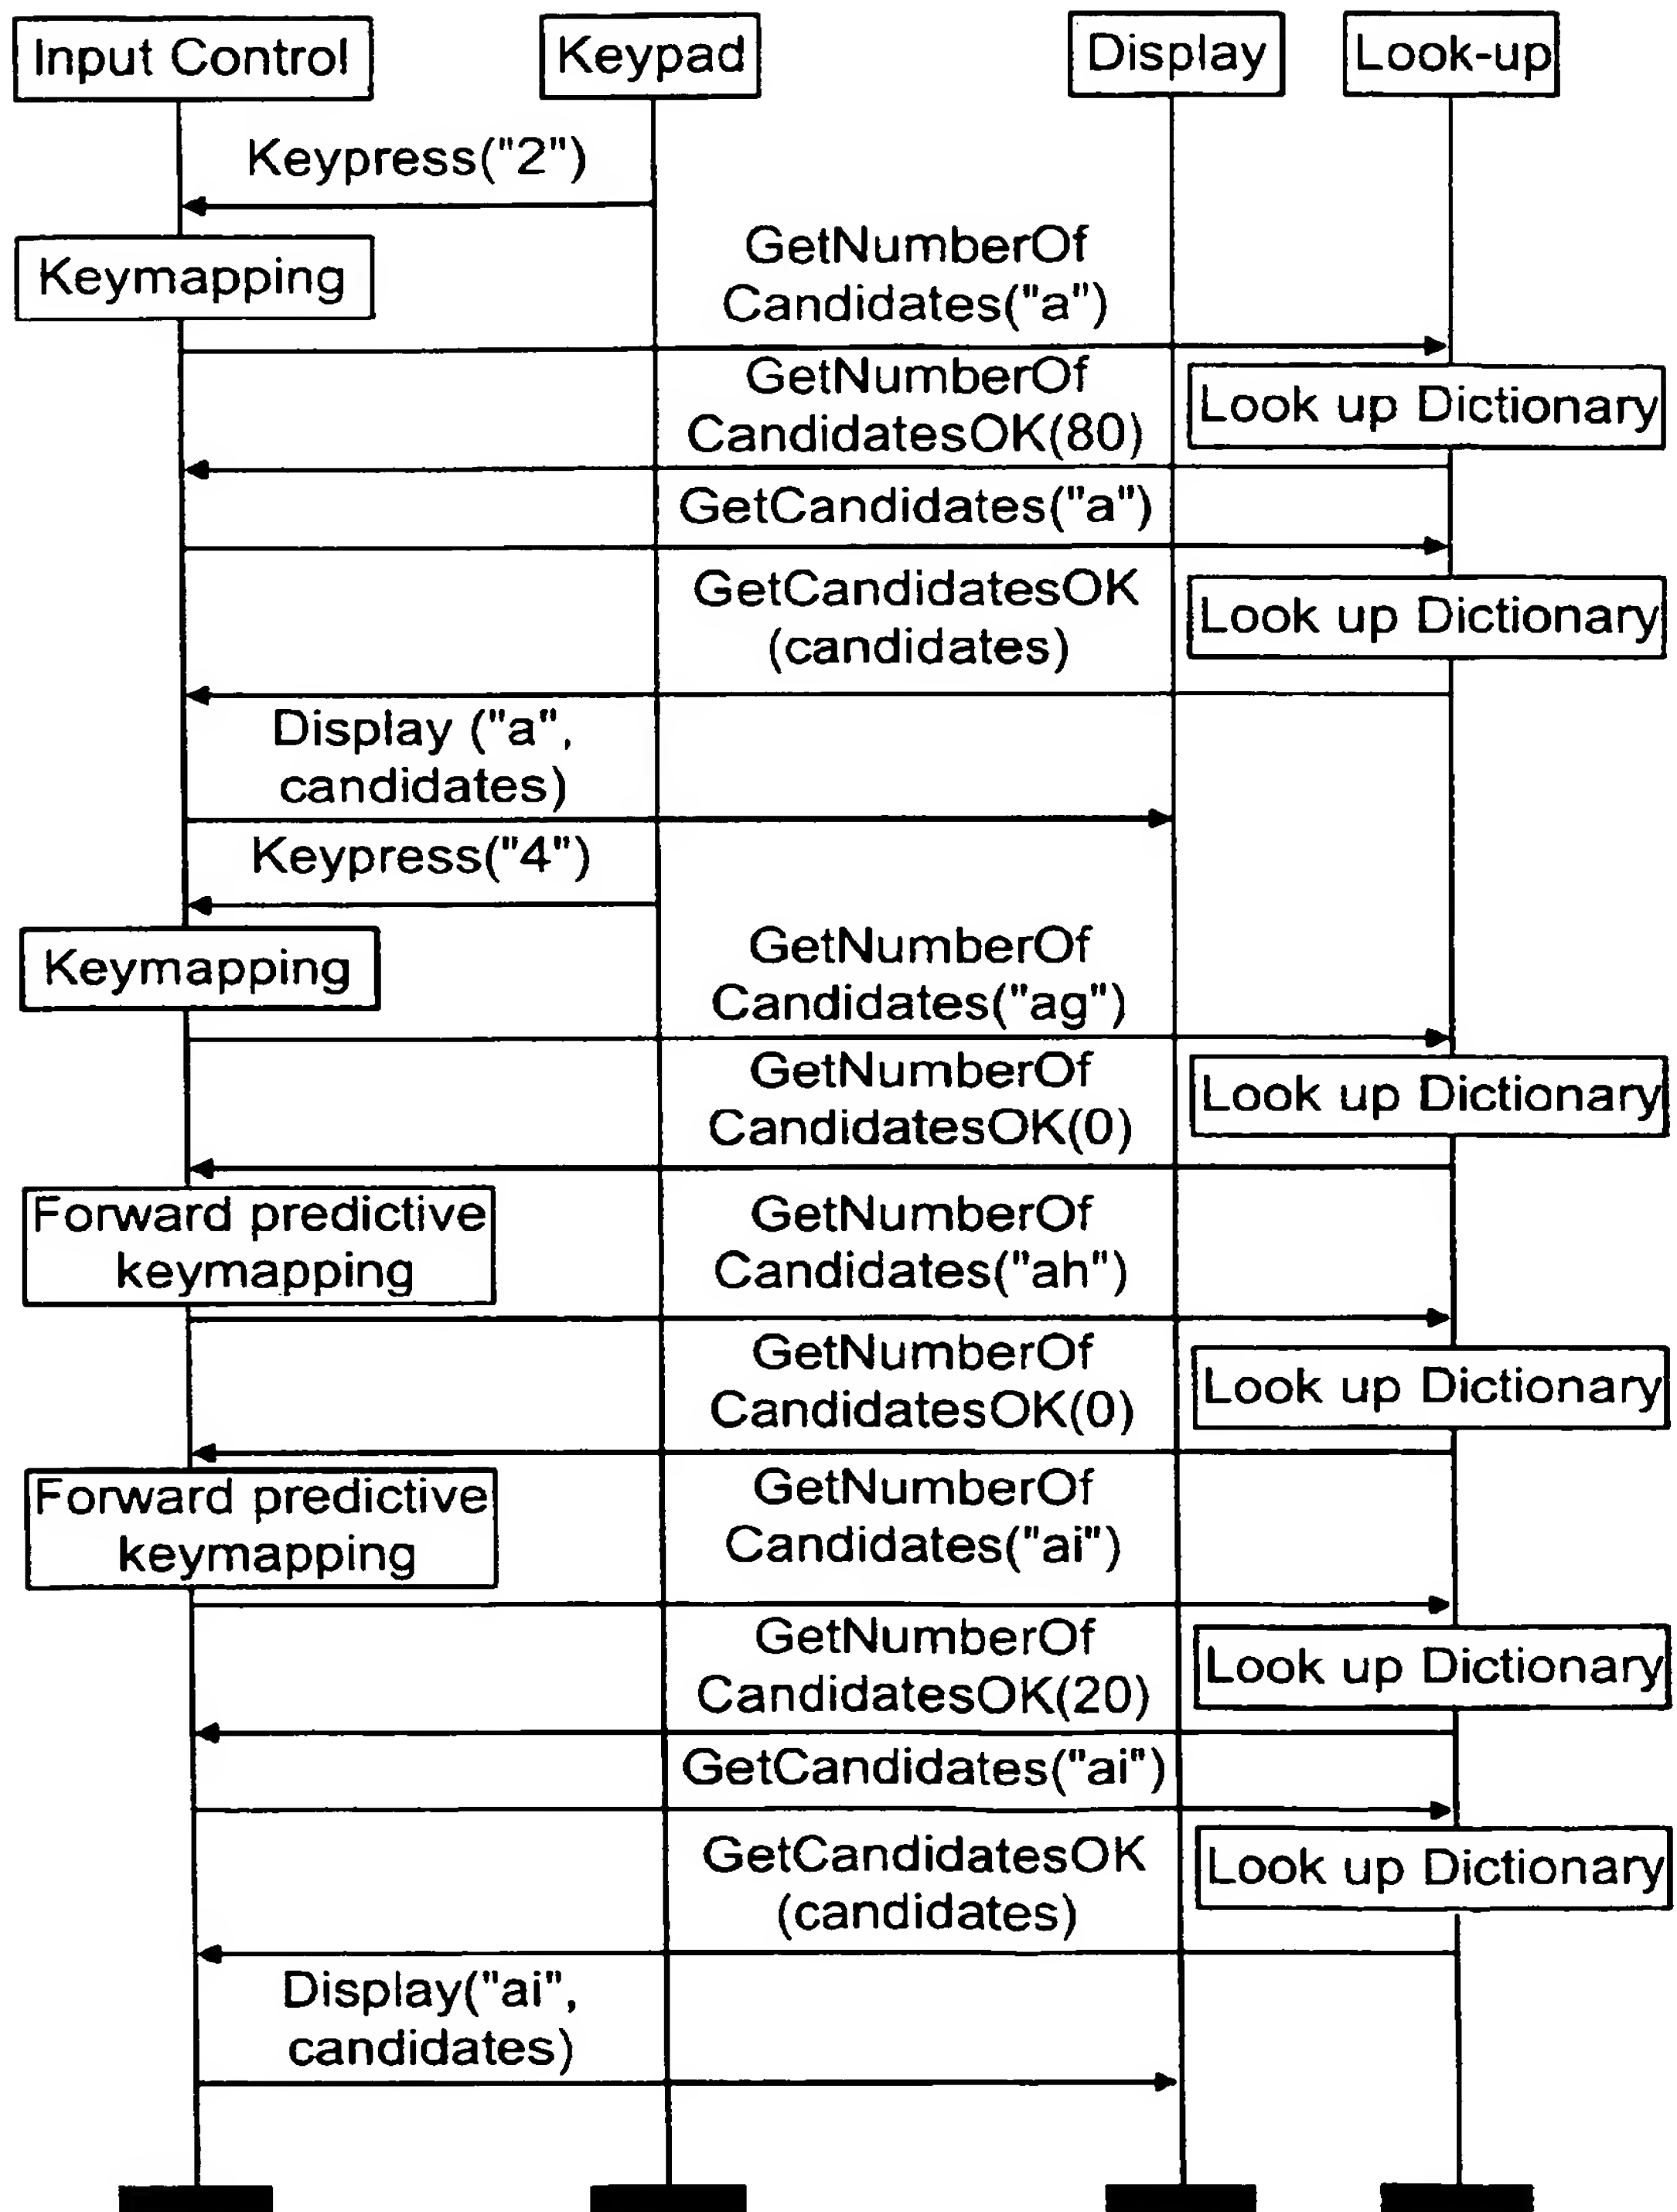 Input Control
Keypad
Display
Look-up
Keypress("2")
Keymapping
GetNumberOf
Candidates("a")
GetNumberOf
CandidatesOK(80)
Look up Dictionary
GetCandidates("a")
GetCandidatesOK
(candidates)
Look up Dictionary
Display ("a",
candidates)
Keypress("4")
Keymapping
GetNumberOf
Candidates("ag")
GetNumberOf
CandidatesOK(0)
Look up Dictionary
Forward predictive
keymapping
GetNumberOf
Candidates("ah")
GetNumberOf
CandidatesOK(0)
Look up Dictionary
Forward predictive
keymapping
GetNumberOf
Candidates("ai")
GetNumberOf
CandidatesOK(20)
Look up Dictionary
GetCandidates("ai")
GetCandidatesOK
(candidates)
Look up Dictionary
Display("ai",
candidates)